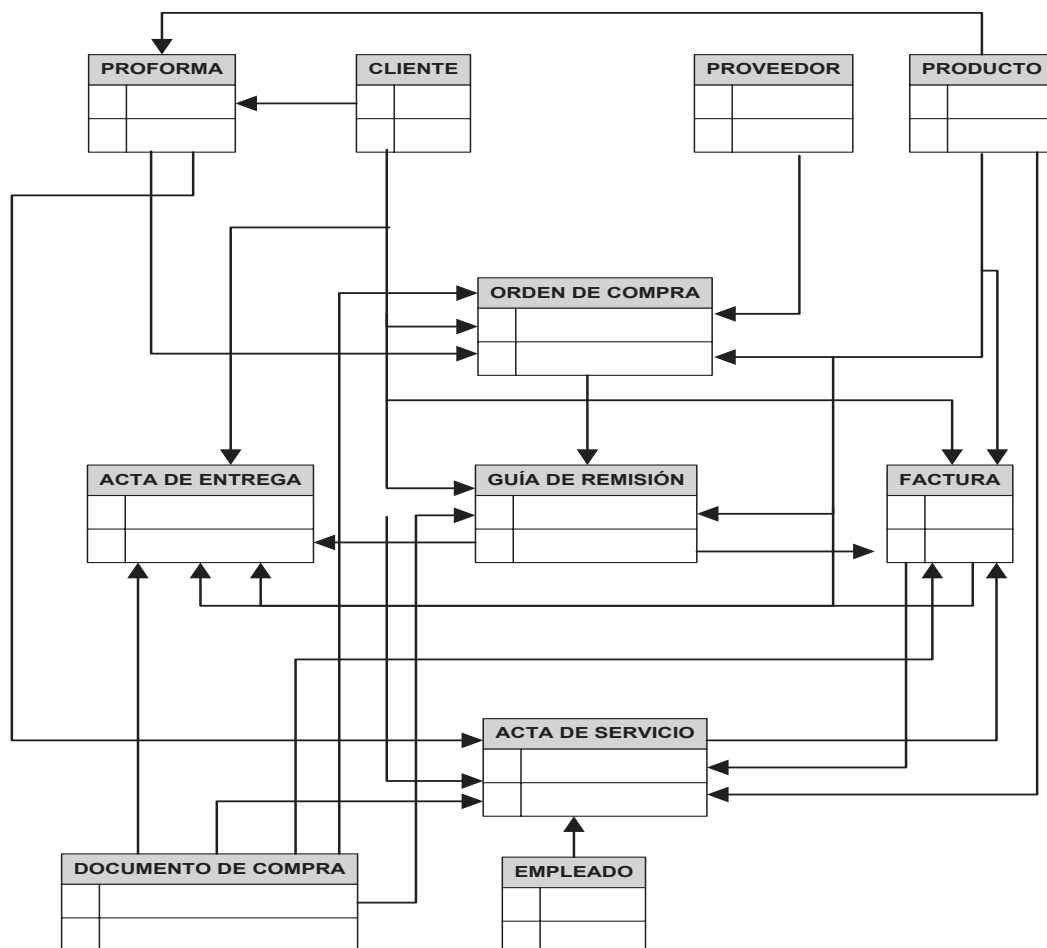 PROFORMA
CLIENTE
PROVEEDOR
PRODUCTO
ORDEN DE COMPRA
ACTA DE ENTREGA
GUÍA DE REMISIÓN
FACTURA
ACTA DE SERVICIO
DOCUMENTO DE COMPRA
EMPLEADO